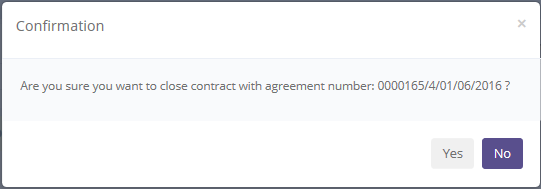 Confirmation ×
Are you sure you want to close contract with agreement number: 0000165/4/01/06/2016 ?
Yes No